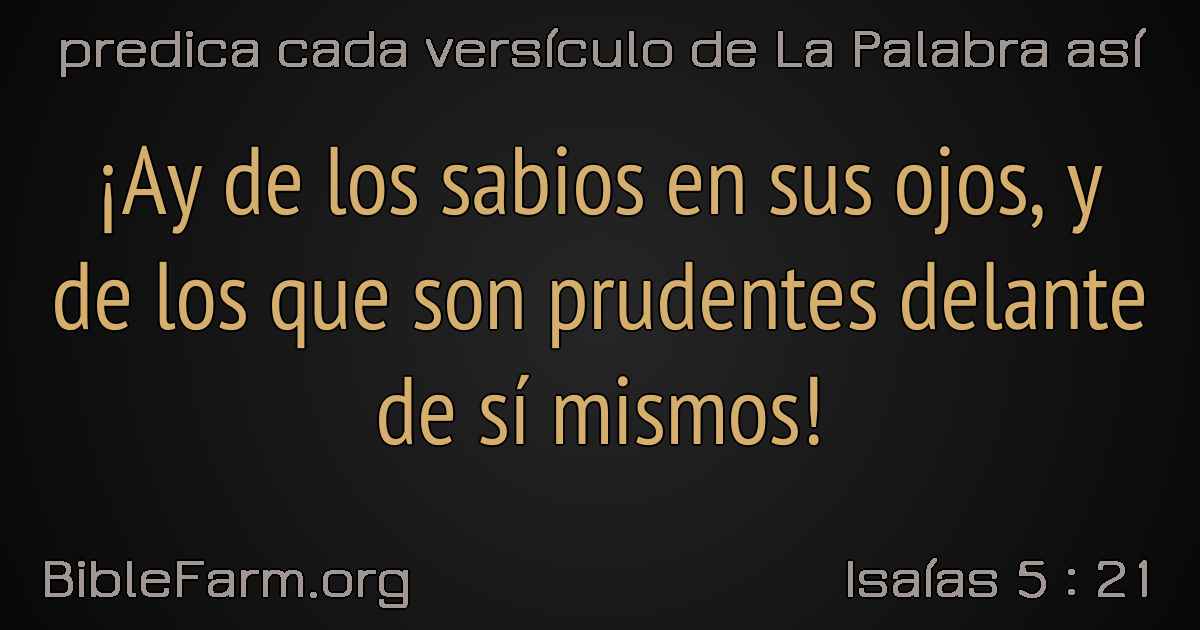 predica cada versículo de La Palabra así
¡Ay de los sabios en sus ojos, y
de los que son prudentes delante
de sí mismos!
BibleFarm.org
Isaías 5 : 21